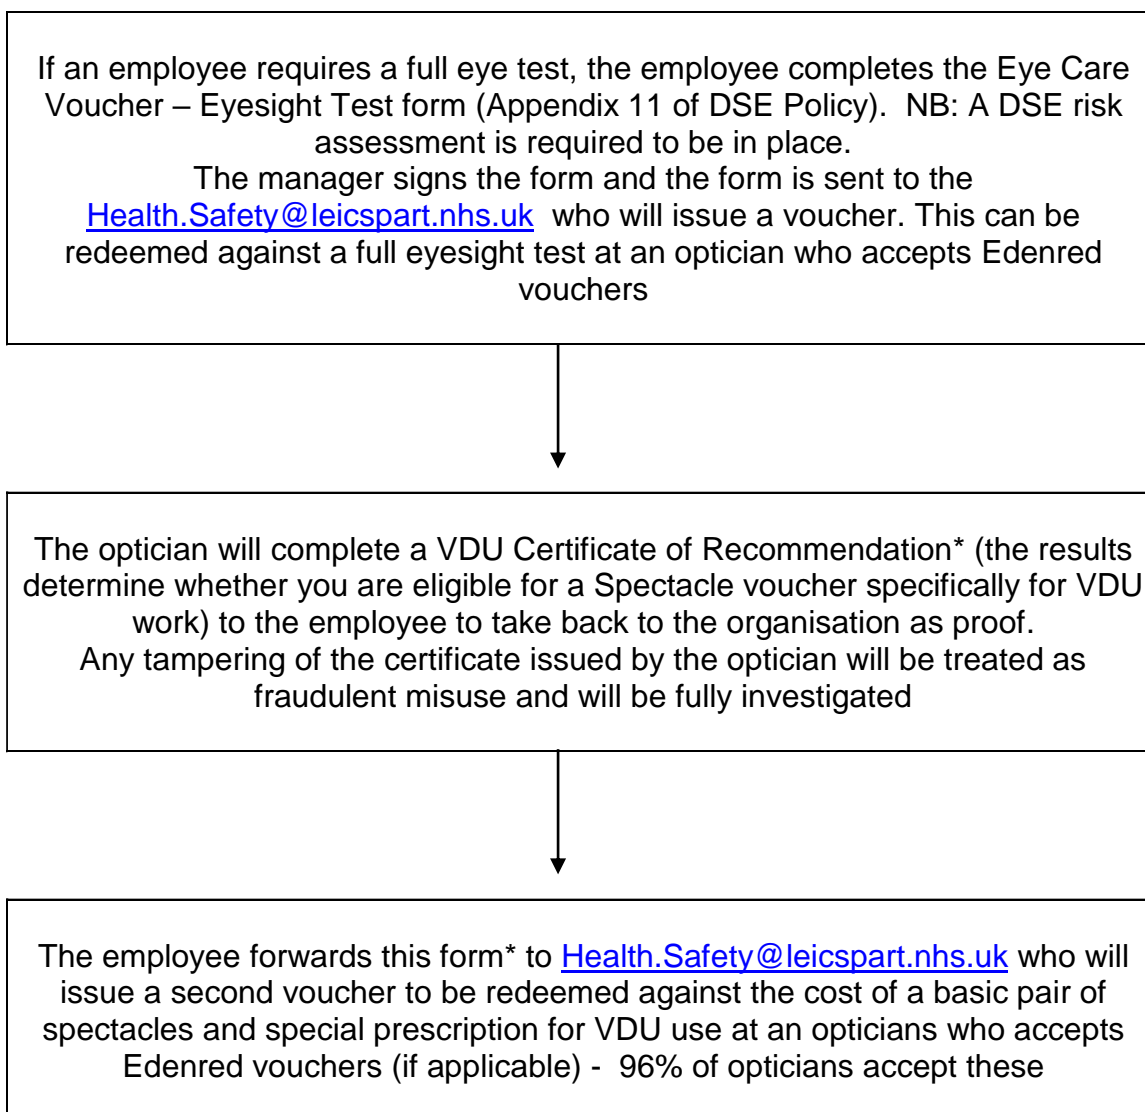 If an employee requires a full eye test, the employee completes the Eye Care
Voucher – Eyesight Test form (Appendix 11 of DSE Policy).  NB: A DSE risk
assessment is required to be in place.
The manager signs the form and the form is sent to the
Health.Safety@leicspart.nhs.uk  who will issue a voucher. This can be
redeemed against a full eyesight test at an optician who accepts Edenred
vouchers
The optician will complete a VDU Certificate of Recommendation* (the results
determine whether you are eligible for a Spectacle voucher specifically for VDU
work) to the employee to take back to the organisation as proof.
Any tampering of the certificate issued by the optician will be treated as
fraudulent misuse and will be fully investigated
The employee forwards this form* to Health.Safety@leicspart.nhs.uk who will
issue a second voucher to be redeemed against the cost of a basic pair of
spectacles and special prescription for VDU use at an opticians who accepts
Edenred vouchers (if applicable) -  96% of opticians accept these